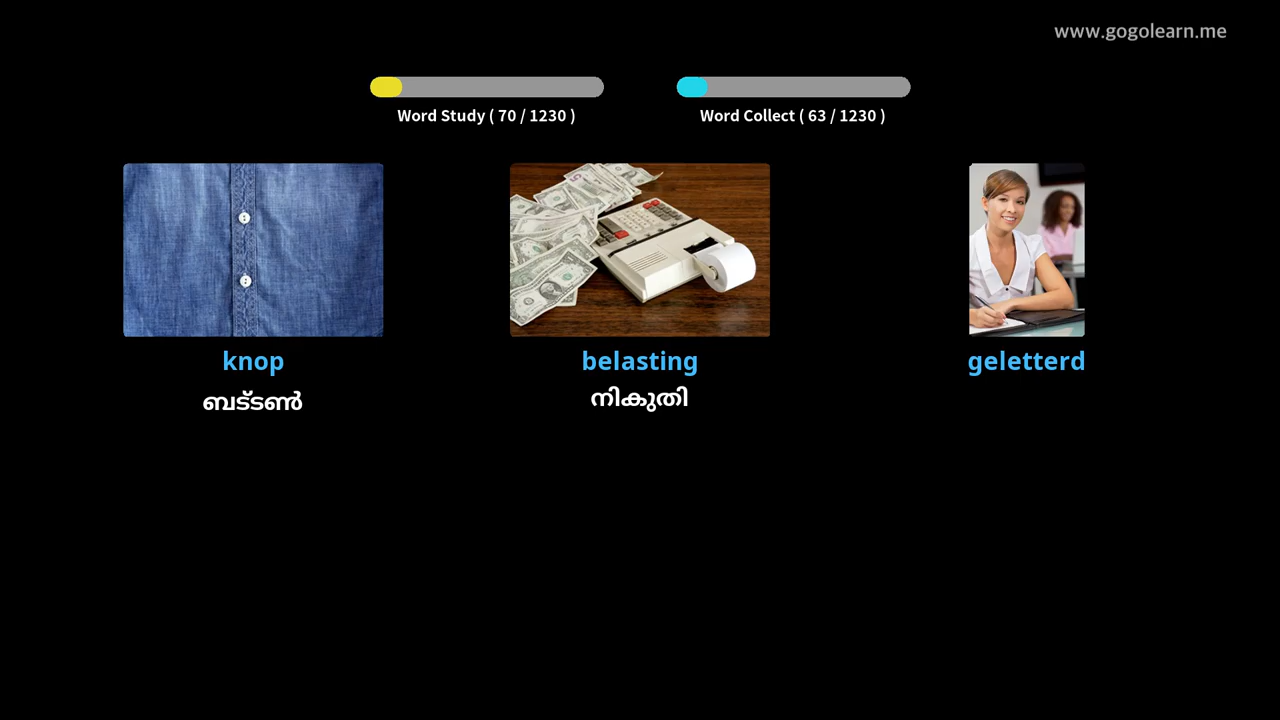 www.gogolearn.me
Word Study ( 70 / 1230 )
Word Collect ( 63 / 1230 )
knop
belasting
geletterd
ബട്ടൺ
നികുതി